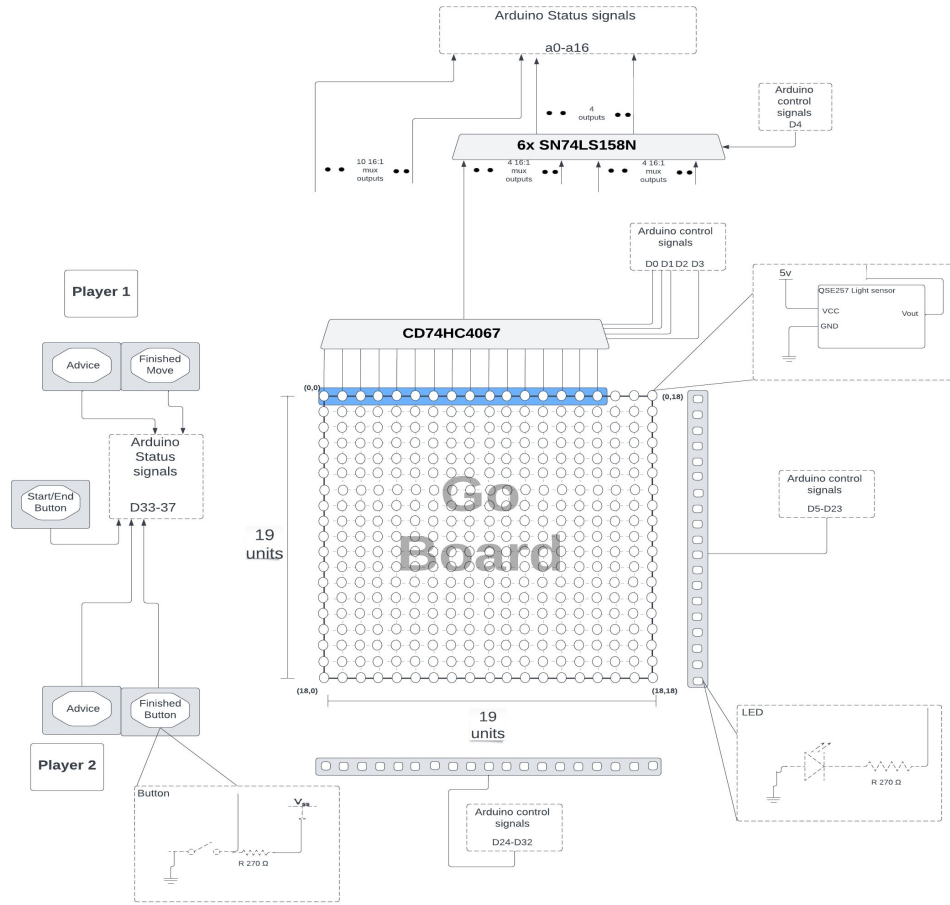 Arduino Status signals
a0-a16
4
outputs
Arduino
control
signals
D4
6x SN74LS158N
10 16:1
mux
outputs
4 16:1
mux
outputs
4 16:1
mux
outputs
Arduino control
signals
D0 D1 D2 D3
5v
QSE257 Light sensor
VCC
GND
Vout
Player 1
CD74HC4067
Advice
Finished
Move
(0,0)
(0,18)
Arduino
Status
signals
D33-37
Start/End
Button
Go
Board
19
units
Arduino control
signals
D5-D23
(18,0)
(18,18)
19
units
Advice
Finished
Button
Player 2
LED
R 270 Ω
Button
Vss
R 270 Ω
Arduino control
signals
D24-D32